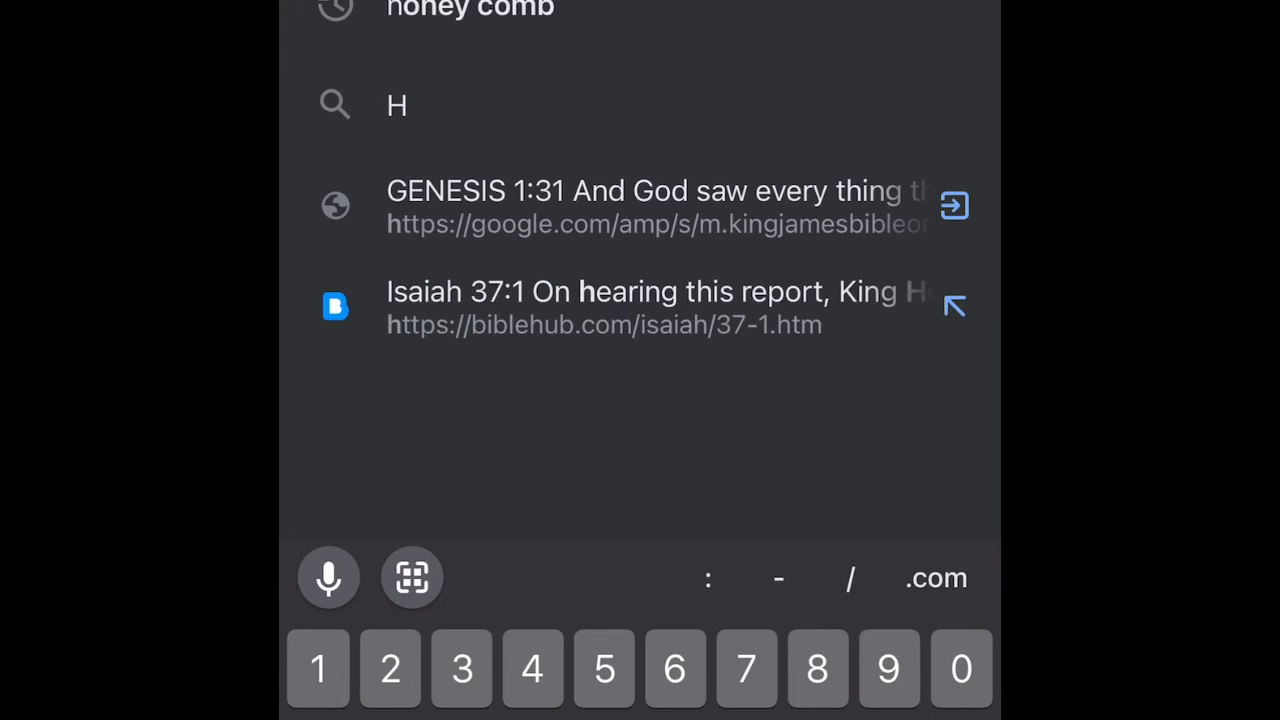 honey comb
H
GENESIS 1:31 And God saw every thing
https://google.com/amp/s/m.kingjamesbibleon
Isaiah 37:1 On hearing this report, King
https://biblehub.com/isaiah/37-1.htm
B
: - / .com
1 2 3 4 5 6 7 8 9 0